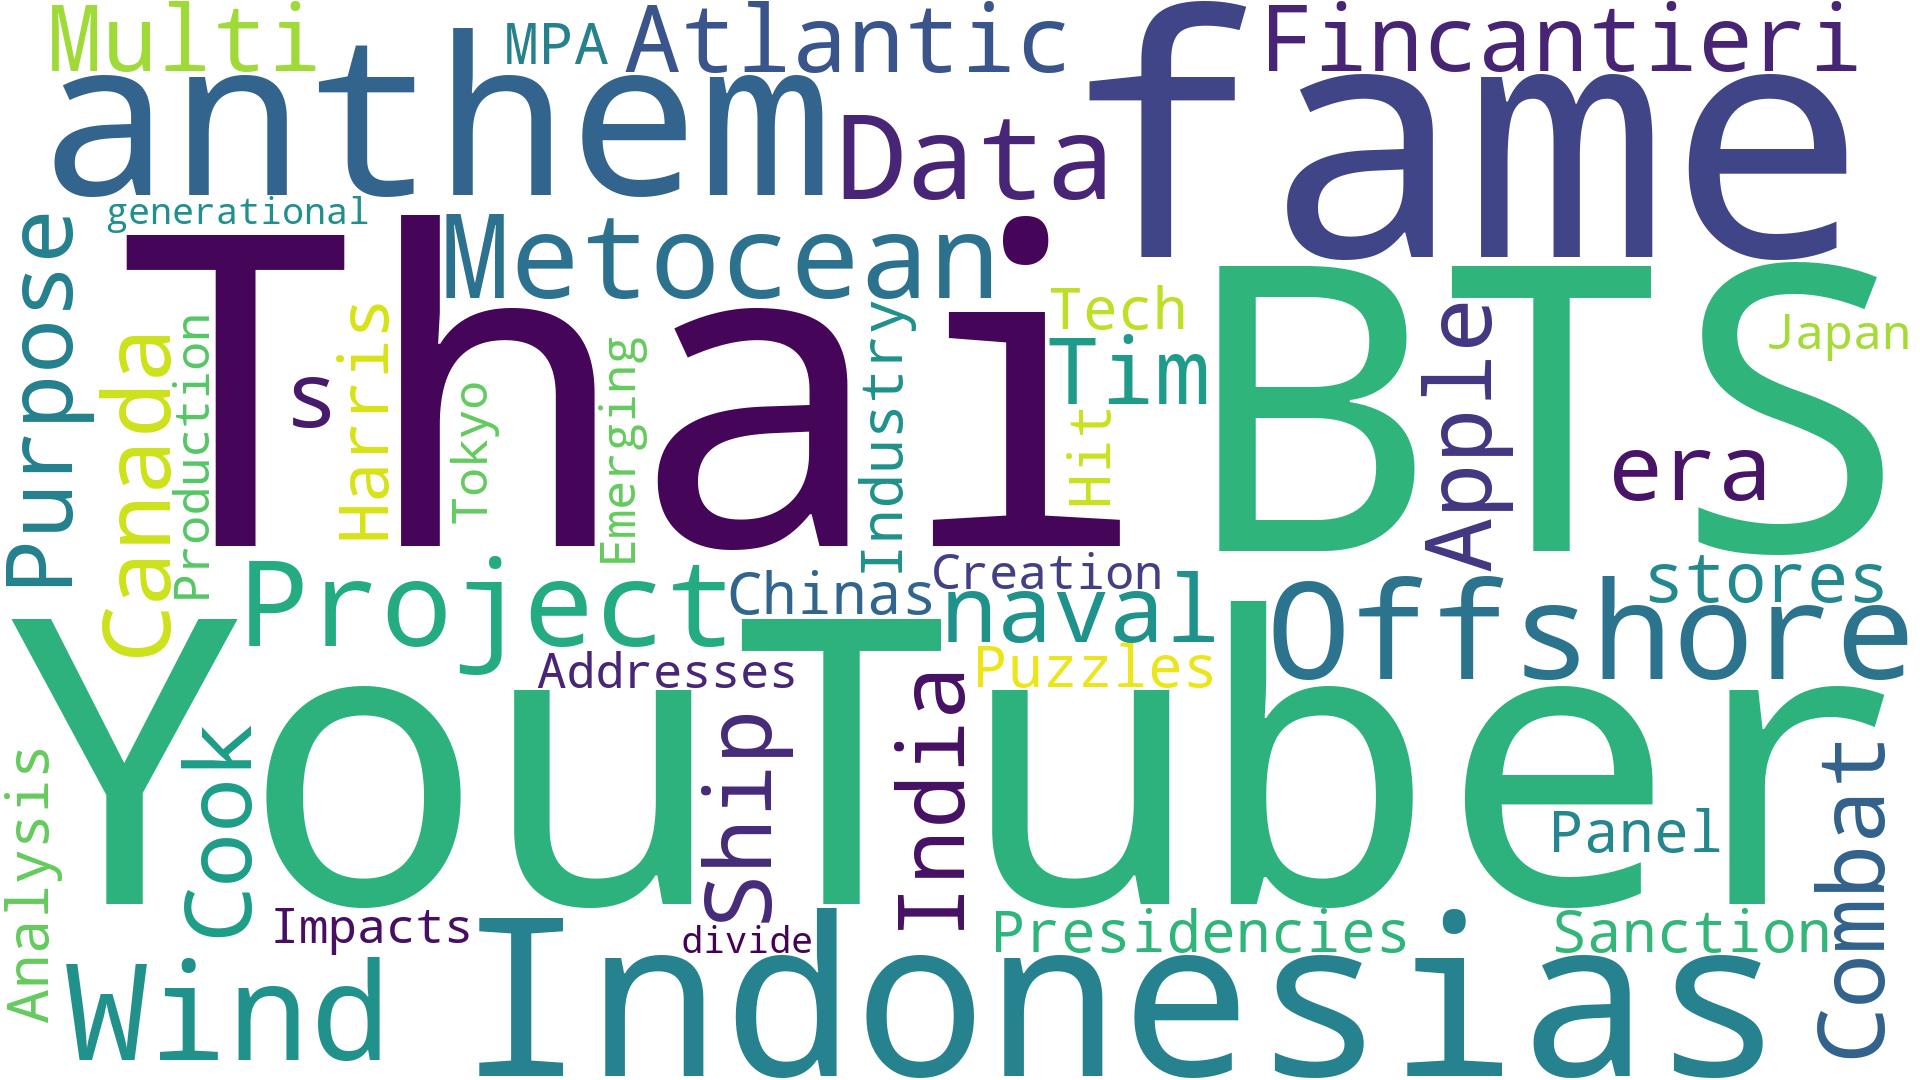 Multi
MPA
Atlantic
Fincantieri
anthem
fame
Data
generational
Purpose
Thai
Metocean
BTS
Tech
Japan
Canada
Production
s
Harris
Tokyo
Emerging
Industry
Tim
Hit
Apple
era
Project
Chinas
Creation
naval
Offshore
stores
YouTuber
Addresses
Puzzles
Analysis
Cook
Ship
India
Panel
Combat
Impacts
divide
Presidencies
Sanction
Wind
Indonesias